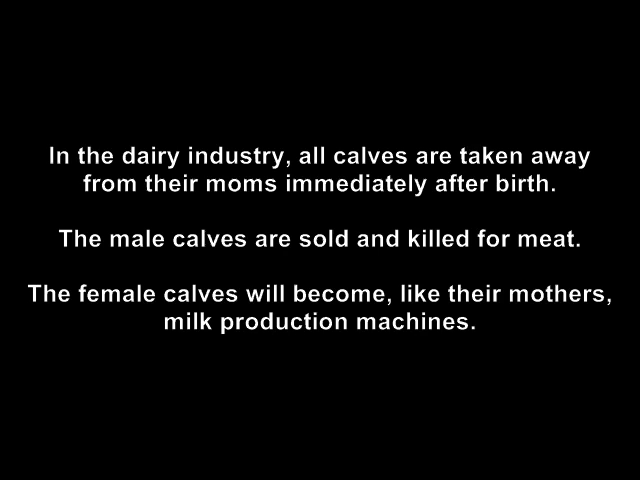 In the dairy industry, all calves are taken away
from their moms immediately after birth.
The male calves are sold and killed for meat.
The female calves will become, like their mothers,
milk production machines.